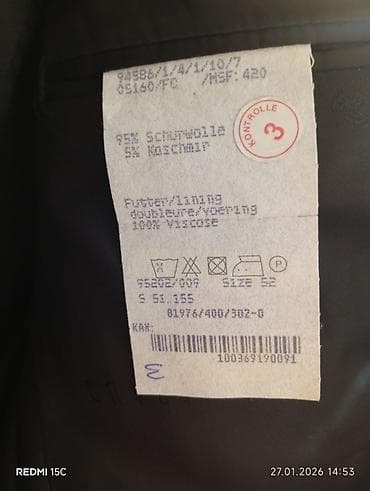 94586/1/4/1/10/7
OS160/FC /MSF: 420
KONTROLLE
3
95% Schurwolle
5% Kaschmir
Futter/lining
doubleure/voering
100% Viscose
P
95202/009 Size 52
S 51.155
81976/400/302-0
KAK:
100369190091
REDMI 15C
27.01.2026 14:53